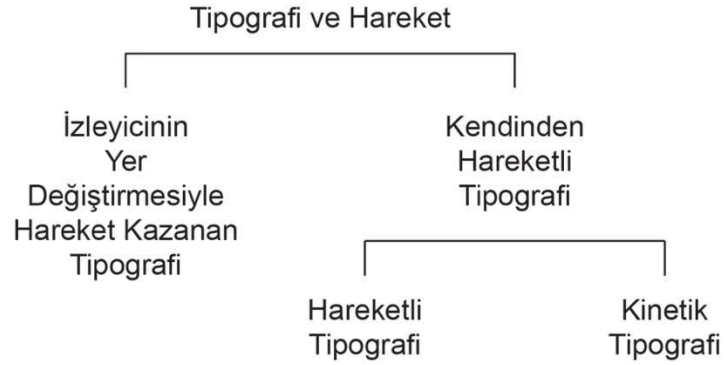 Tipografi ve Hareket
İzleyicinin
Yer
Değiştirmesiyle
Hareket Kazanan
Tipografi
Kendinden
Hareketli
Tipografi
Hareketli
Tipografi
Kinetik
Tipografi